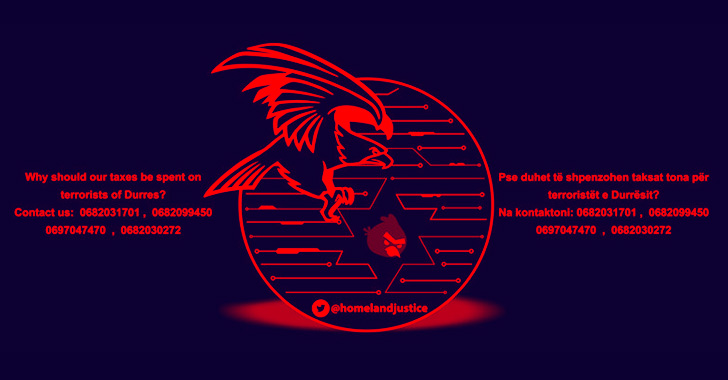 Why should our taxes be spent on
terrorists of Durres?
Contact us: 0682031701 , 0682099450
0697047470 , 0682030272
Pse duhet të shpenzohen taksat tona për
terroristët e Durrësit?
Na kontaktoni: 0682031701 , 0682099450
0697047470 , 0682030272
@homelandjustice